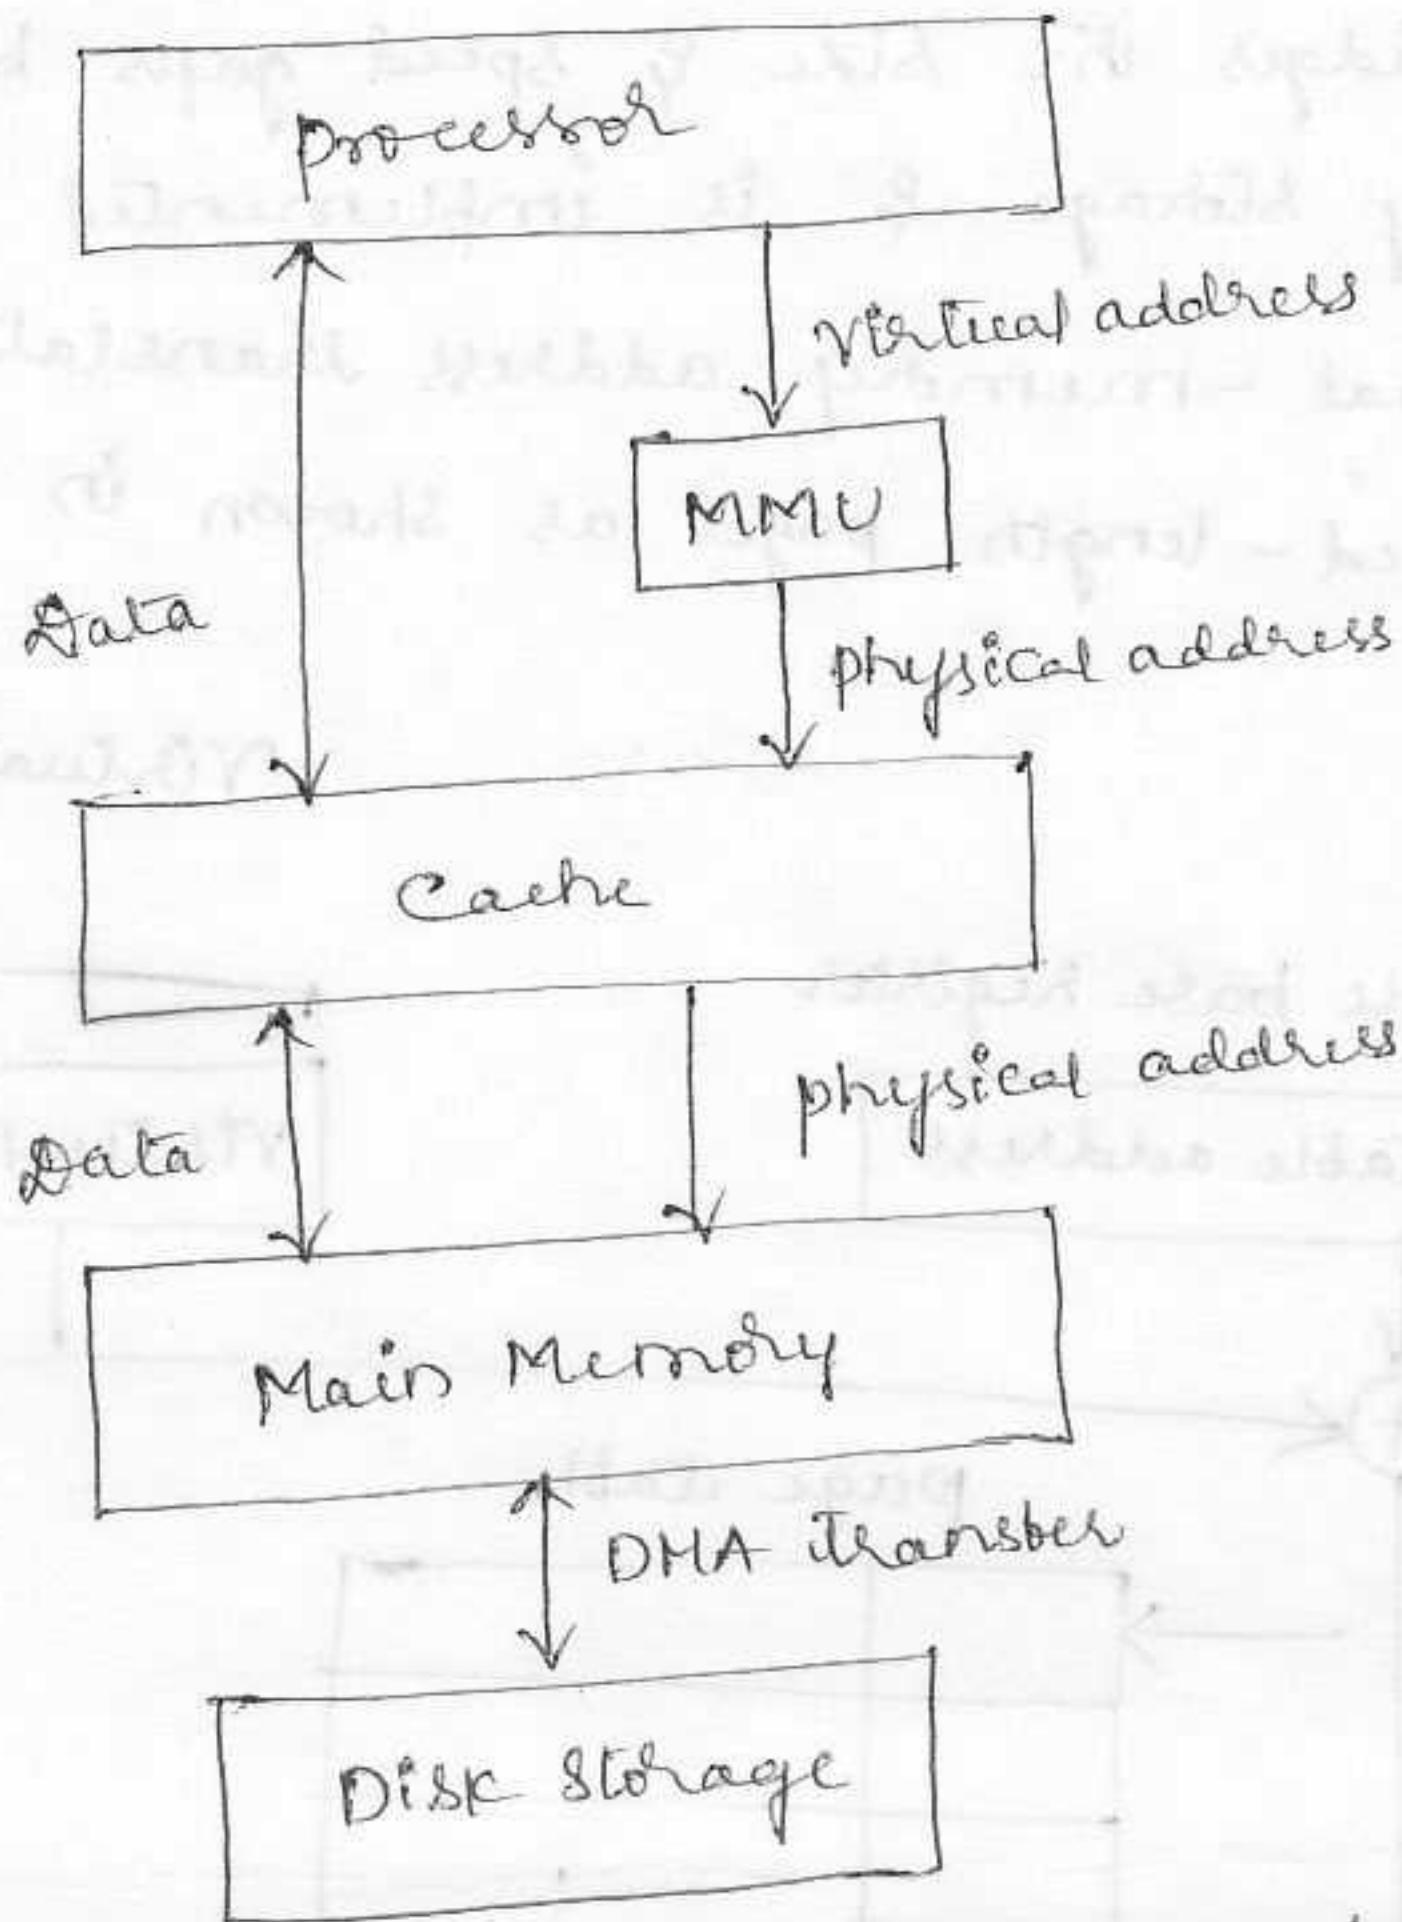 processor
virtual address
MMU
Data
physical address
Cache
physical address
Data
Main Memory
DMA transfer
Disk storage